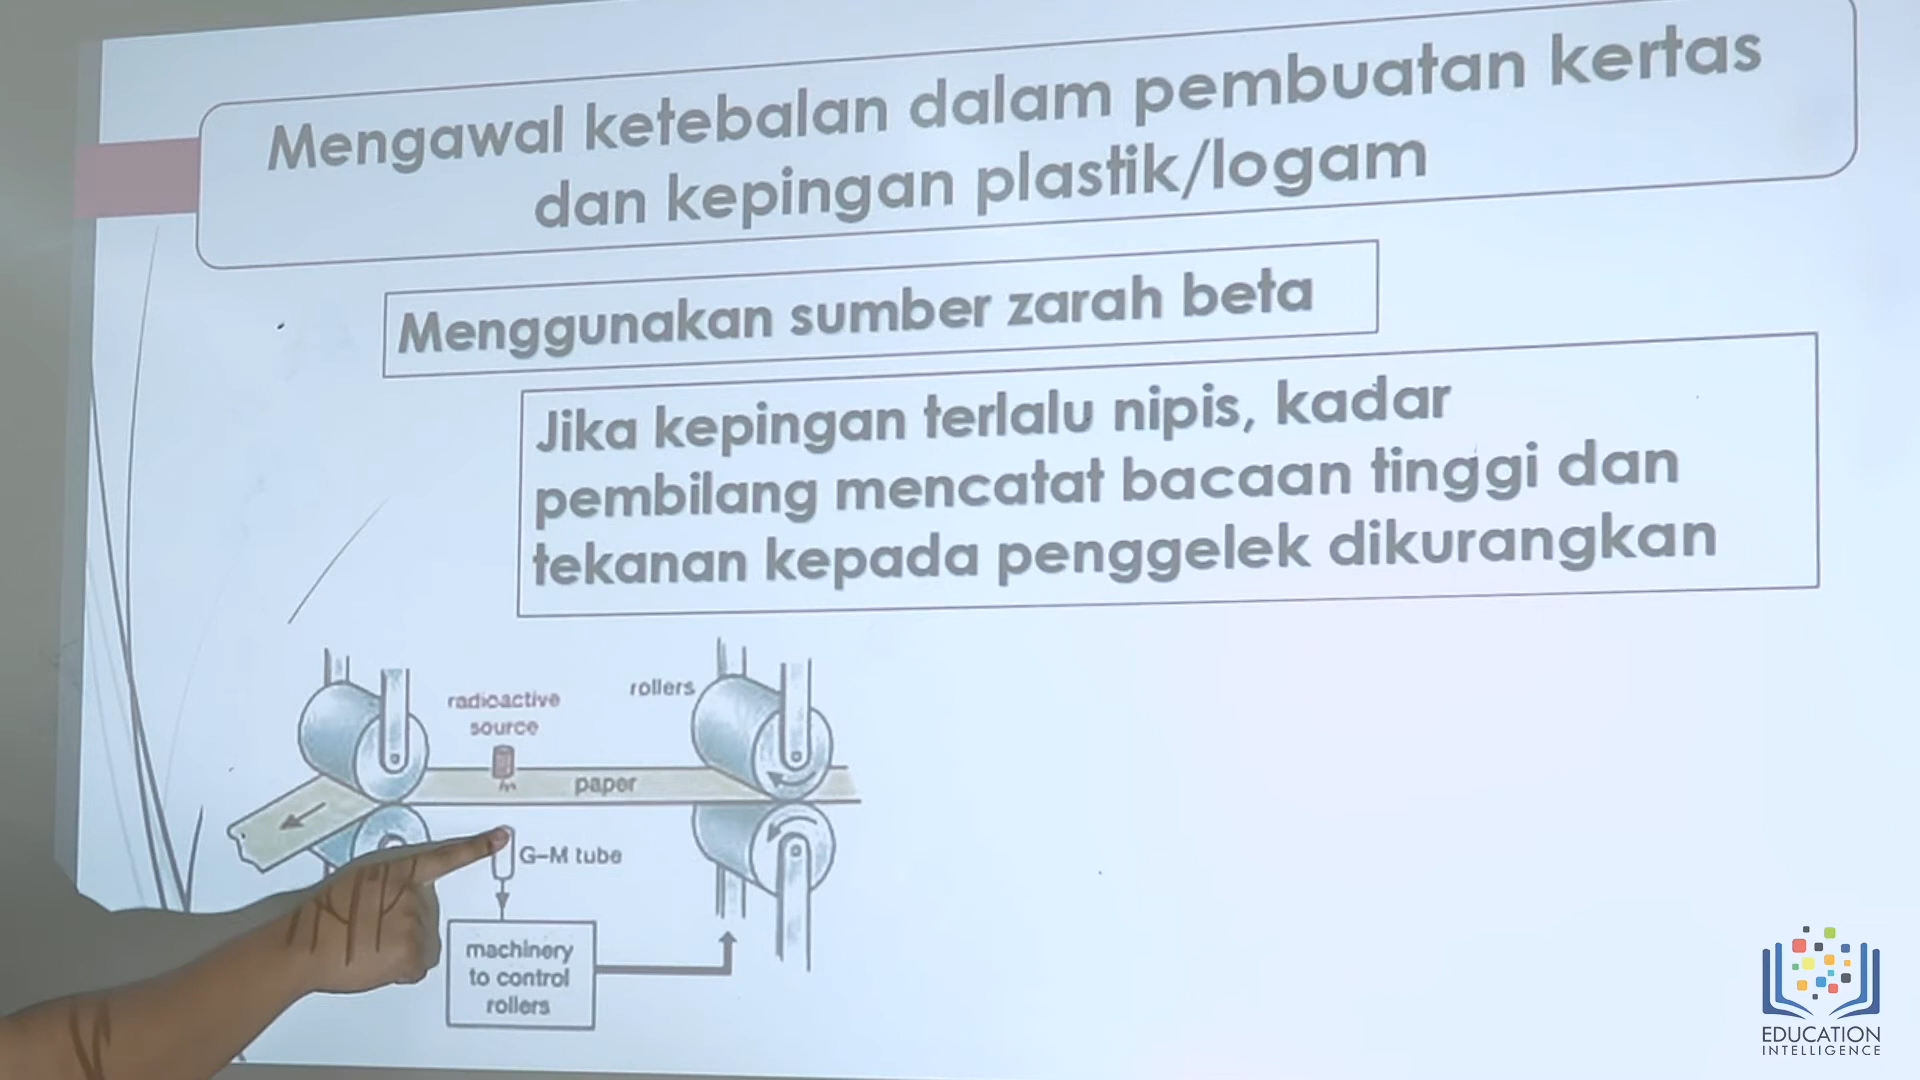 Mengawal ketebalan dalam pembuatan kertas
dan kepingan plastik/logam
Menggunakan sumber zarah beta
Jika kepingan terlalu nipis, kadar
pembilang mencatat bacaan tinggi dan
tekanan kepada penggelek dikurangkan
radioactive
source
rollers
paper
G-M tube
machinery
to control
rollers
EDUCATION
INTELLIGENCE